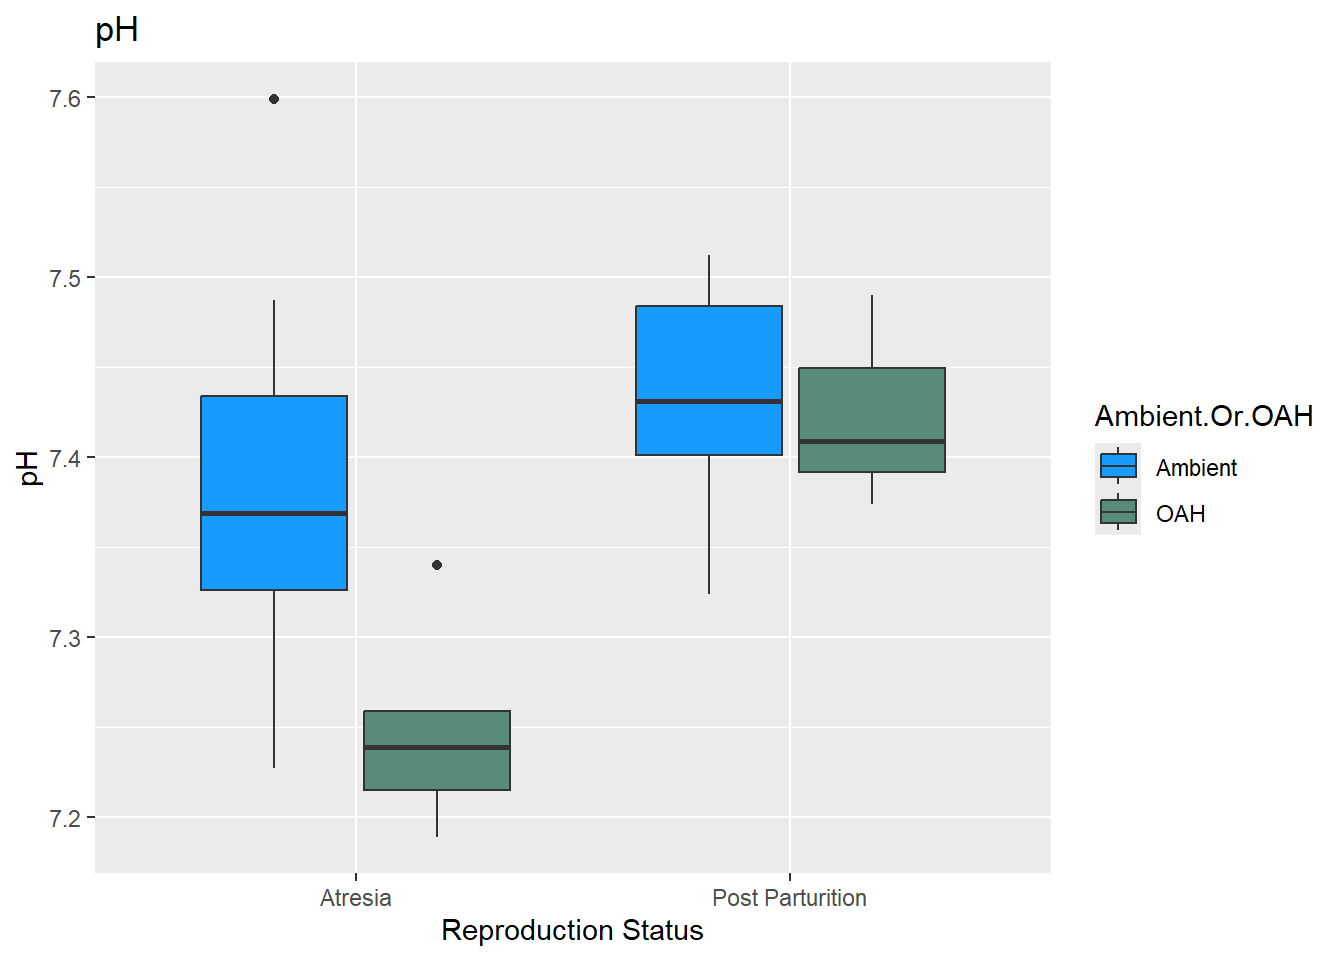 pH
pH
7.6
7.5
7.4
7.3
7.2
Atresia
Post Parturition
Reproduction Status
Ambient.Or.OAH
Ambient
OAH